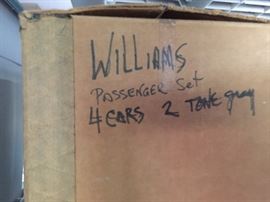 WILLIAMS
PASSENGER Set
4 CARS 2 TONE gray